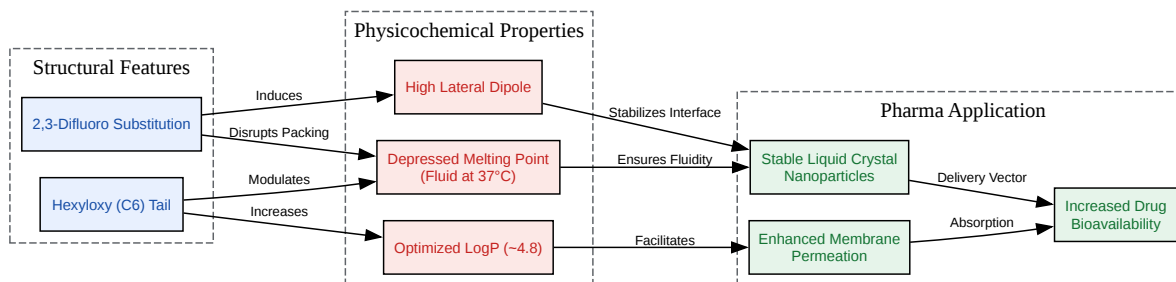 Structural Features
2,3-Difluoro Substitution
Hexyloxy (C6) Tail
Induces
Disrupts Packing
Modulates
Increases
Physicochemical Properties
High Lateral Dipole
Depressed Melting Point
(Fluid at 37°C)
Optimized LogP (~4.8)
Stabilizes Interface
Ensures Fluidity
Facilitates
Pharma Application
Stable Liquid Crystal
Nanoparticles
Enhanced Membrane
Permeation
Delivery Vector
Absorption
Increased Drug
Bioavailability